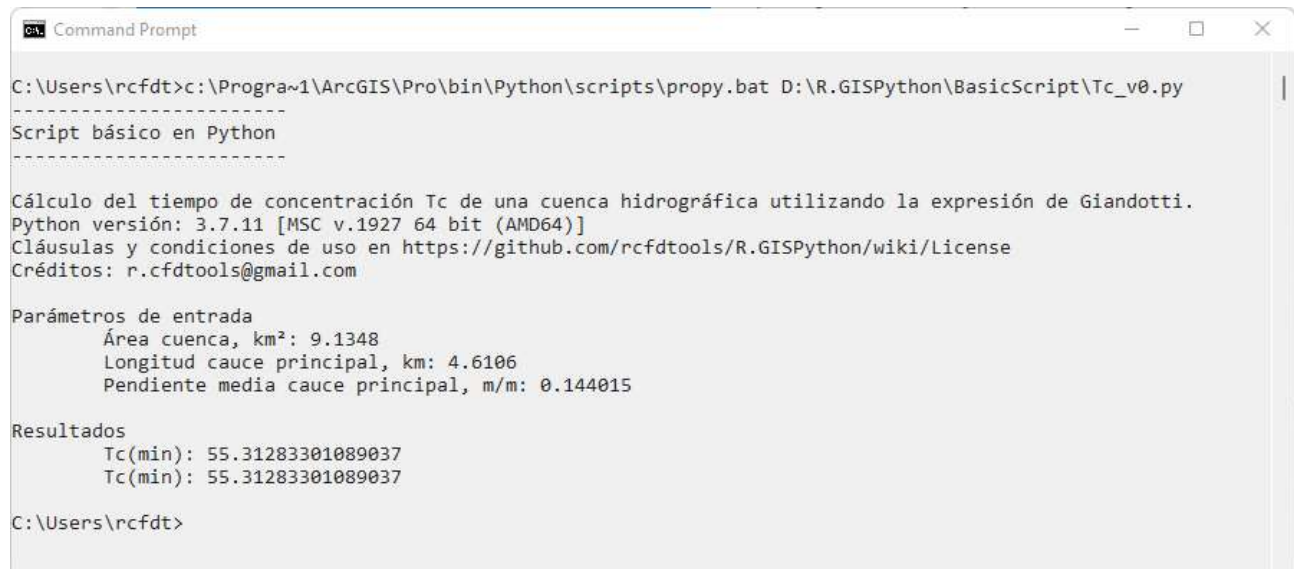 Command Prompt
C:\Users\rcfdt>c:\Progra~1\ArcGIS\Pro\bin\Python\scripts\propy.bat D:\R.GISPython\BasicScript\Tc_v0.py
------------------------
Script básico en Python
------------------------
Cálculo del tiempo de concentración Tc de una cuenca hidrográfica utilizando la expresión de Giandotti.
Python versión: 3.7.11 [MSC v.1927 64 bit (AMD64)]
Cláusulas y condiciones de uso en https://github.com/rcfdtools/R.GISPython/wiki/License
Créditos: r.cfdtools@gmail.com
Parámetros de entrada
Área cuenca, km²: 9.1348
Longitud cauce principal, km: 4.6106
Pendiente media cauce principal, m/m: 0.144015
Resultados
Tc(min): 55.31283301089037
Tc(min): 55.31283301089037
C:\Users\rcfdt>